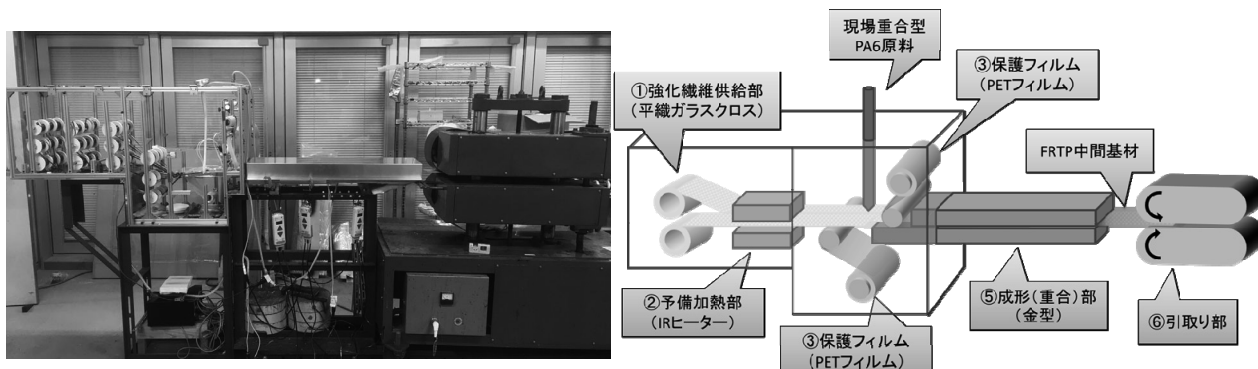 現場重合型
PA6原料
③保護フィルム
(PETフィルム)
①強化繊維供給部
(平織ガラスクロス)
FRTP中間基材
②予備加熱部
(IRヒーター)
⑤成形(重合)部
(金型)
⑥引取り部
③保護フィルム
(PETフィルム)